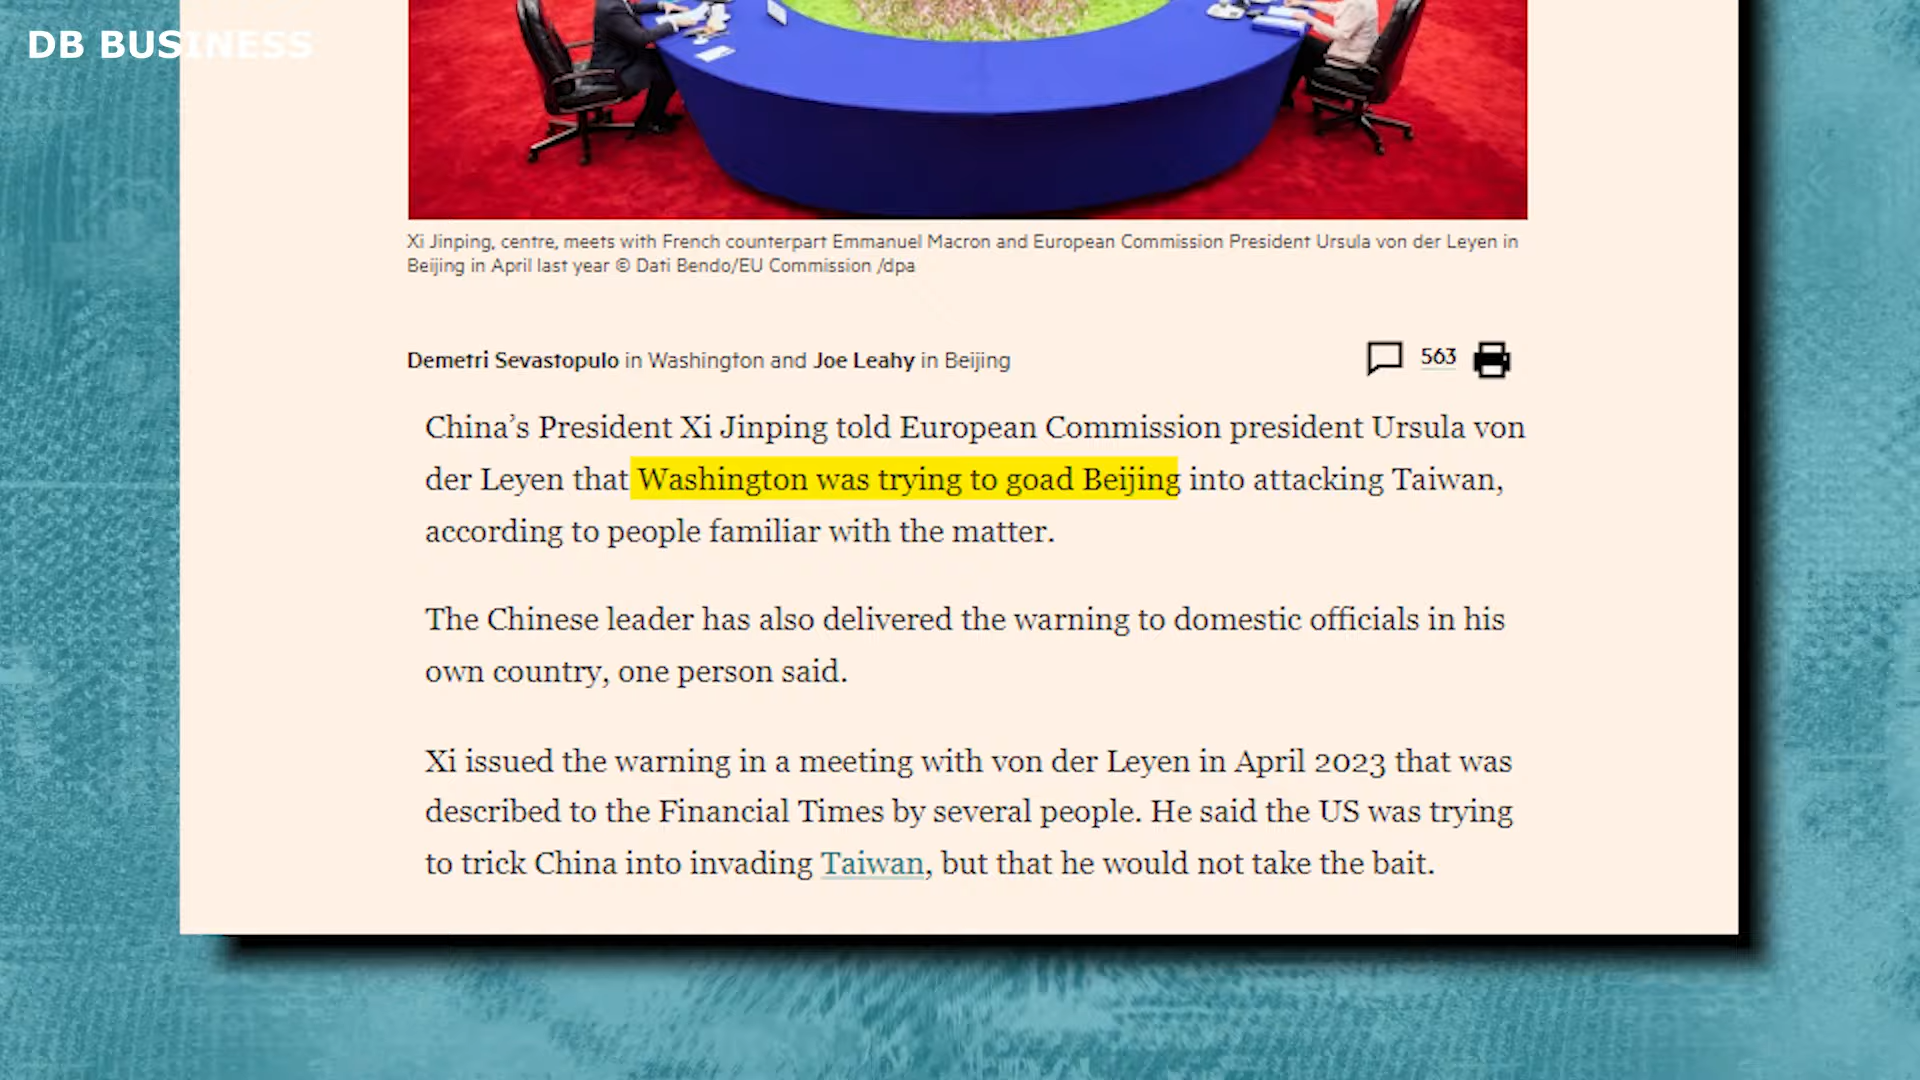 DB BUSINESS
Xi Jinping, centre, meets with French counterpart Emmanuel Macron and European Commission President Ursula von der Leyen in
Beijing in April last year © Dati Bendo/EU Commission /dpa
Demetri Sevastopulo in Washington and Joe Leahy in Beijing
563
China’s President Xi Jinping told European Commission president Ursula von
der Leyen that Washington was trying to goad Beijing into attacking Taiwan,
according to people familiar with the matter.
The Chinese leader has also delivered the warning to domestic officials in his
own country, one person said.
Xi issued the warning in a meeting with von der Leyen in April 2023 that was
described to the Financial Times by several people. He said the US was trying
to trick China into invading Taiwan, but that he would not take the bait.